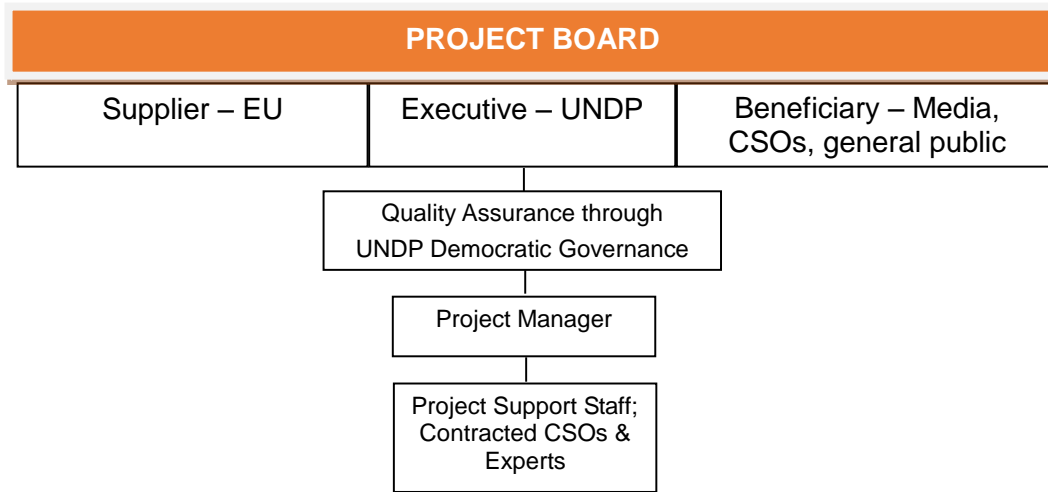 PROJECT BOARD
Supplier – EU
Executive – UNDP
Beneficiary – Media,
CSOs, general public
Quality Assurance through
UNDP Democratic Governance
Project Manager
Project Support Staff;
Contracted CSOs &
Experts